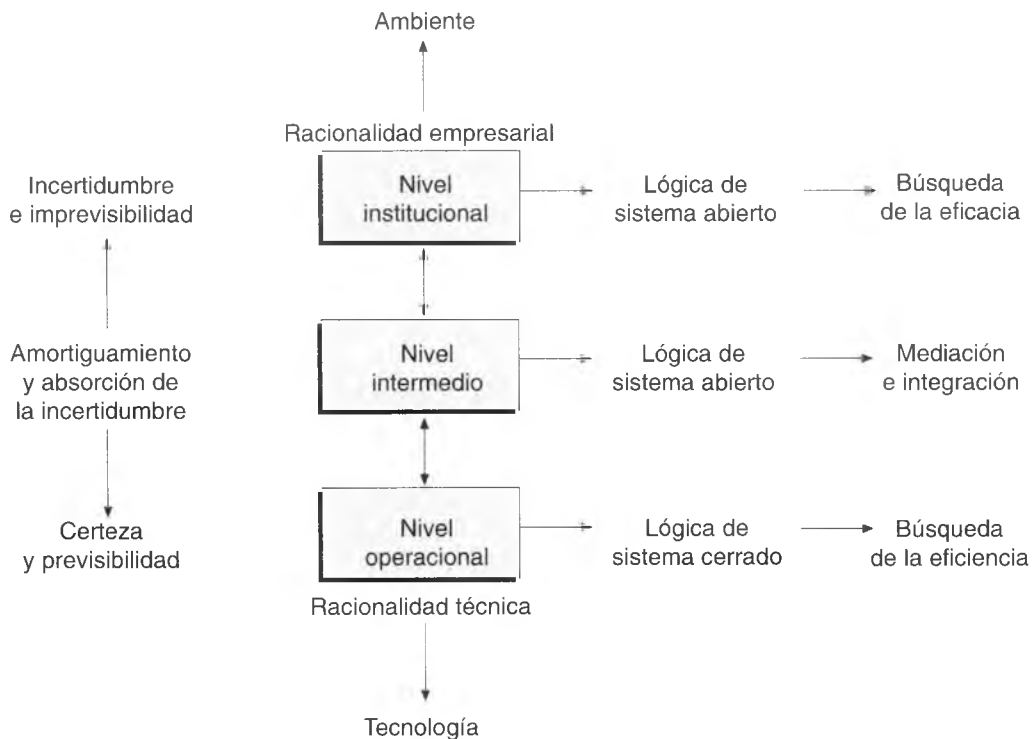 Ambiente
Racionalidad empresarial
Incertidumbre
e imprevisibilidad
Nivel
institucional
Lógica de
sistema abierto
Búsqueda
de la eficacia
Amortiguamiento
y absorción de
la incertidumbre
Nivel
intermedio
Lógica de
sistema abierto
Mediación
e integración
Certeza
y previsibilidad
Nivel
operacional
Lógica de
sistema cerrado
Búsqueda
de la eficiencia
Racionalidad técnica
Tecnología